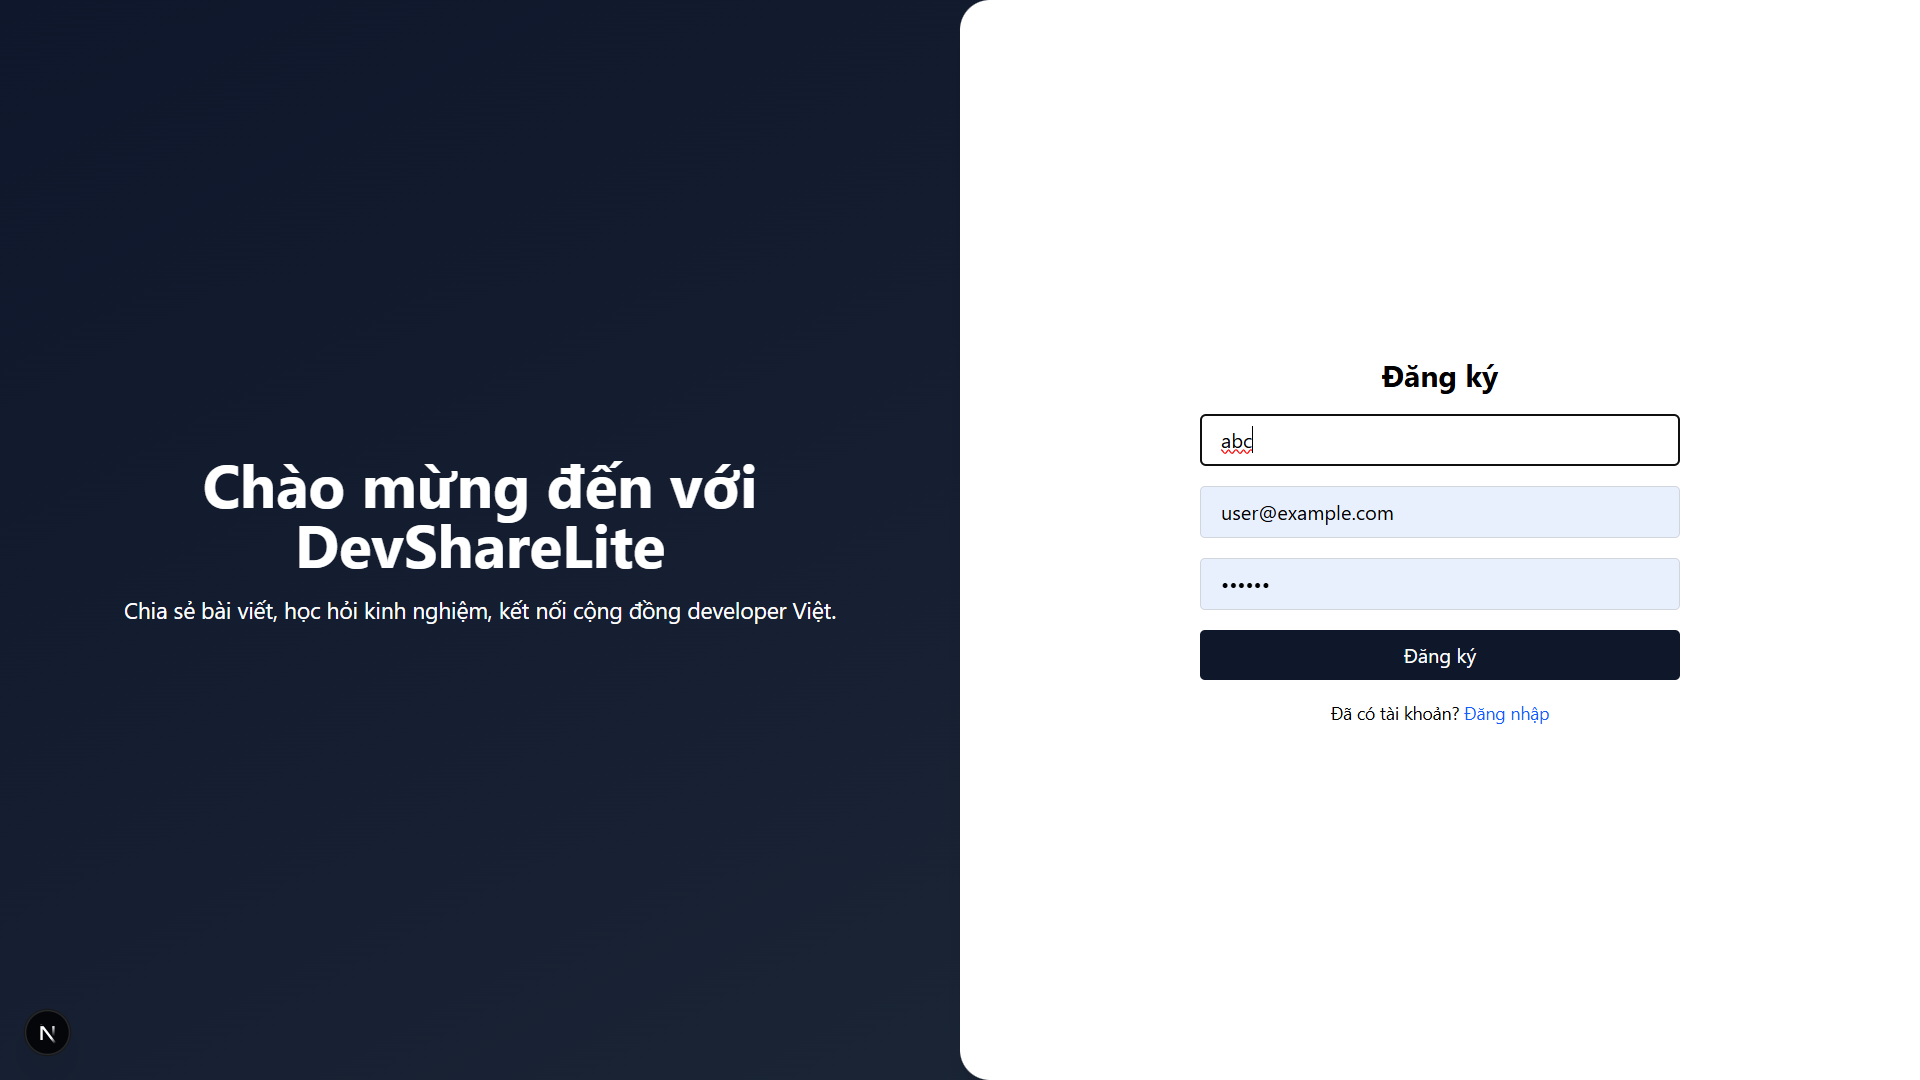 Chào mừng đến với
DevShareLite
Chia sẻ bài viết, học hỏi kinh nghiệm, kết nối cộng đồng developer Việt.
N
Đăng ký
abc
user@example.com
••••••
Đăng ký
Đã có tài khoản? Đăng nhập